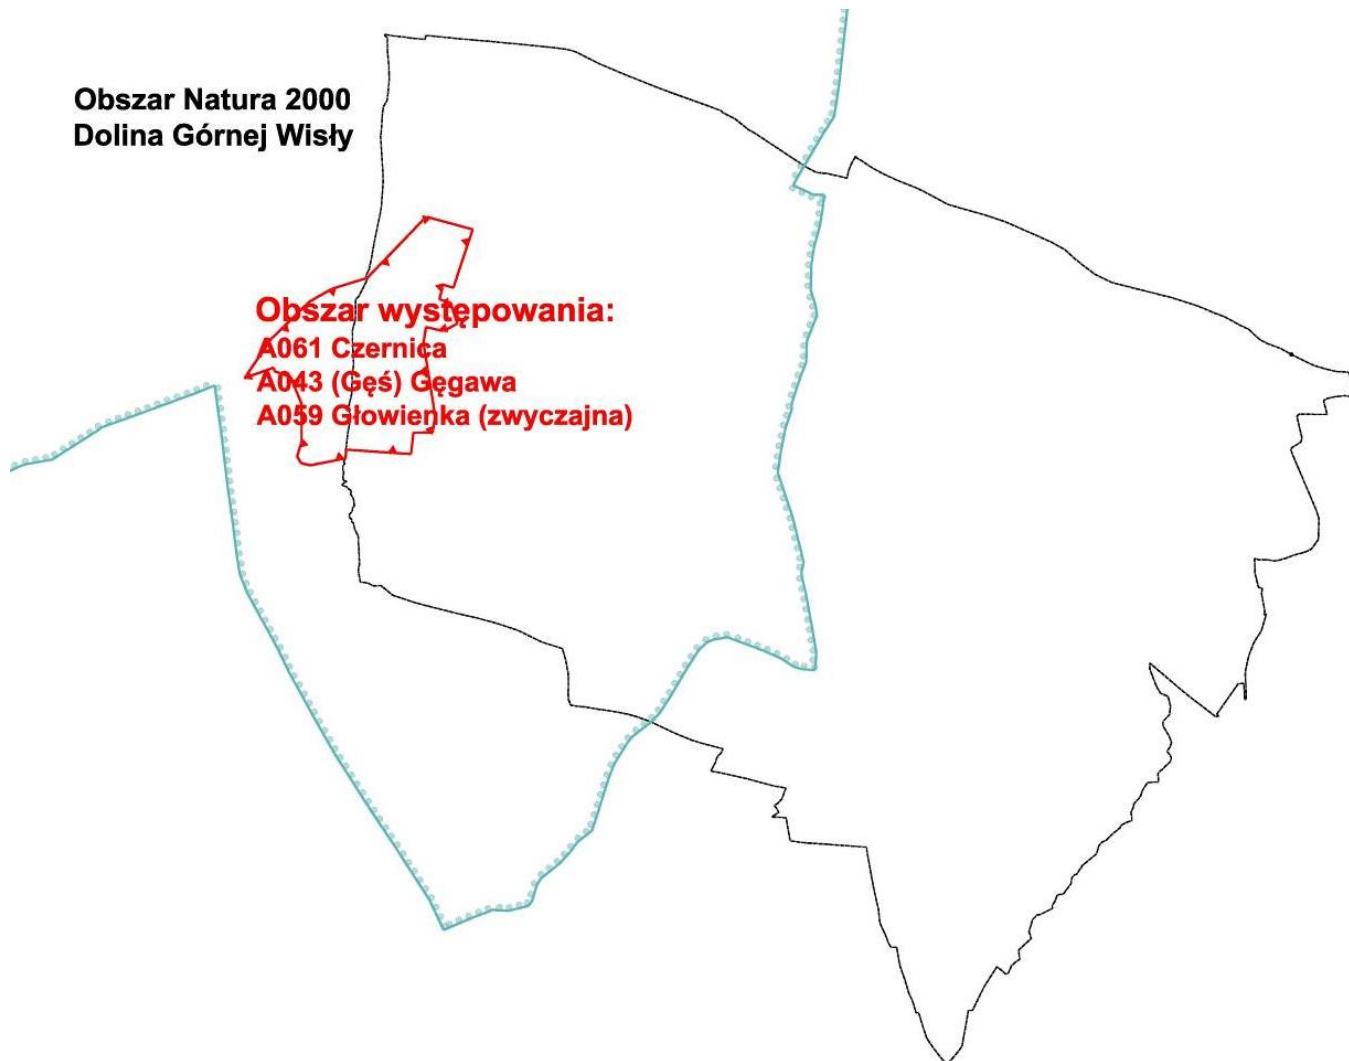 Obszar Natura 2000
Dolina Górnej Wisły
Obszar występowania:
A061 Czernica
A043 (Gęś) Gęgawa
A059 Głowienka (zwyczajna)